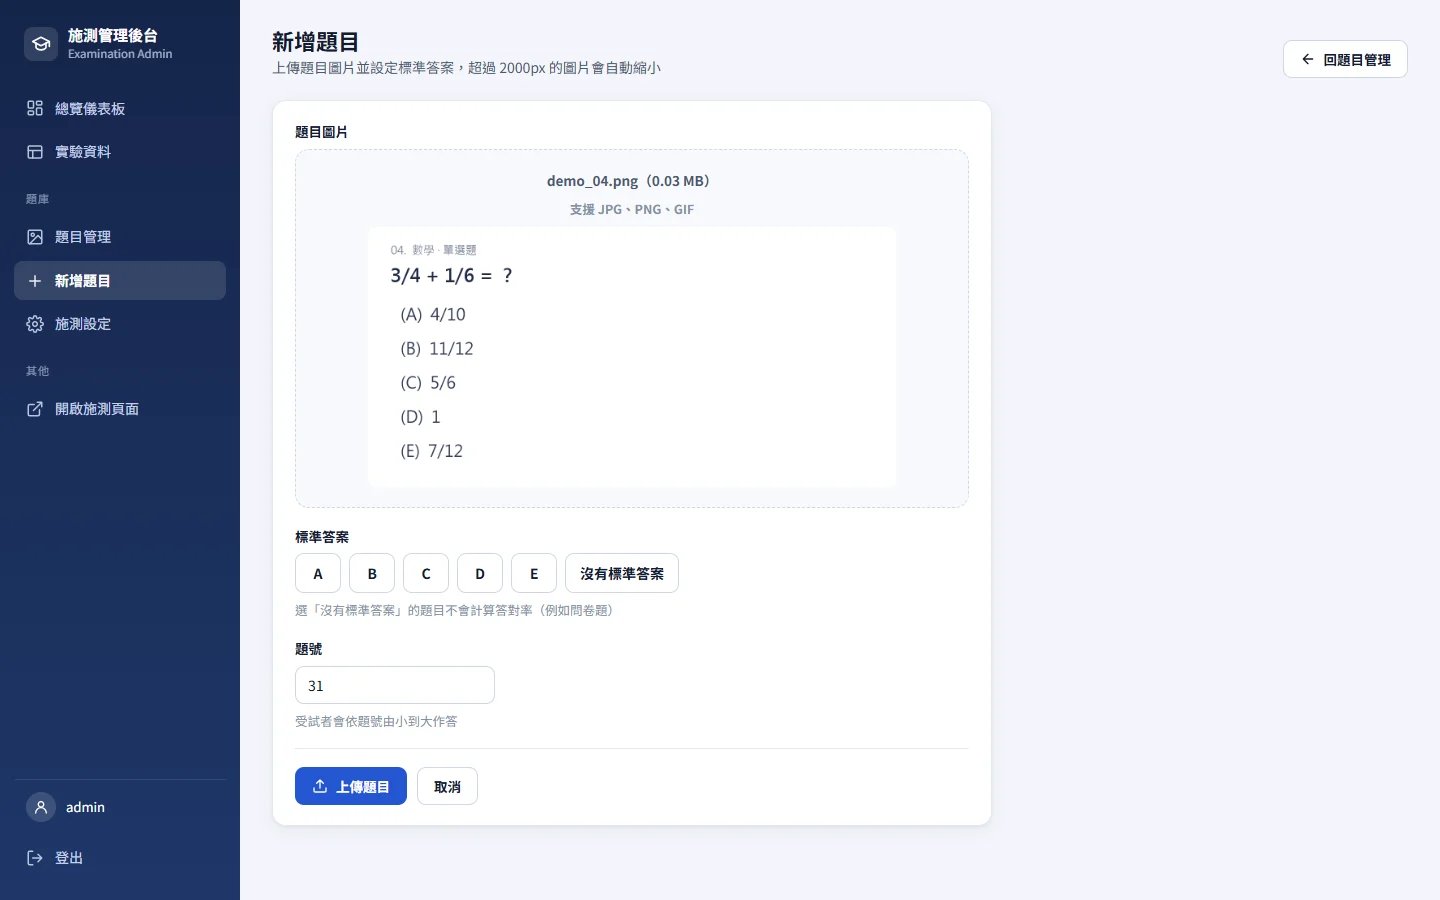 施測管理後台
Examination Admin
總覽儀表板
實驗資料
題庫
題目管理
新增題目
施測設定
其他
開啟施測頁面
admin
登出
新增題目
上傳題目圖片並設定標準答案，超過 2000px 的圖片會自動縮小
回題目管理
題目圖片
demo_04.png（0.03 MB）
支援 JPG、PNG、GIF
04. 數學 · 單選題
3/4 + 1/6 = ？
(A) 4/10
(B) 11/12
(C) 5/6
(D) 1
(E) 7/12
標準答案
A B C D E 沒有標準答案
選「沒有標準答案」的題目不會計算答對率（例如問卷題）
題號
31
受試者會依題號由小到大作答
上傳題目 取消